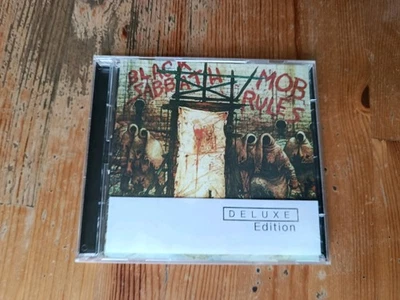 BLACK SABBATH
MOB RULES
DELUXE
Edition